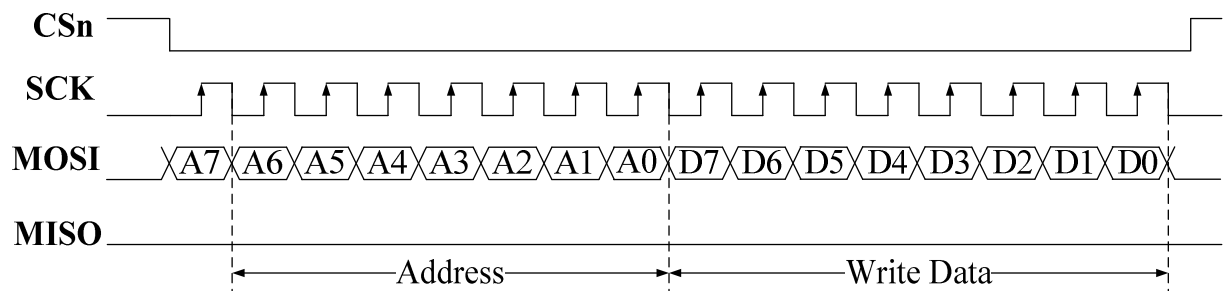 CSn
SCK
MOSI A7 A6 A5 A4 A3 A2 A1 A0 D7 D6 D5 D4 D3 D2 D1 D0
MISO
Address Write Data